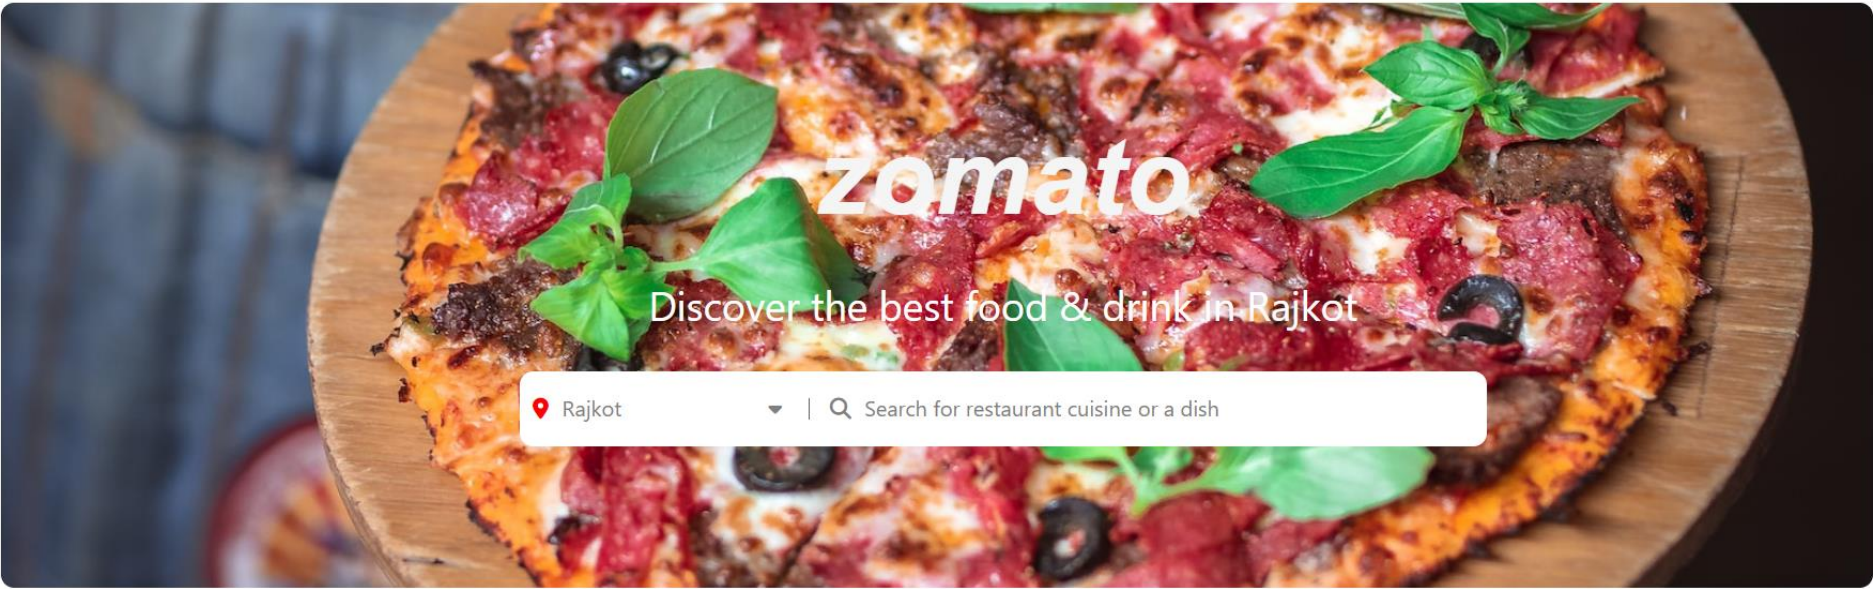 zomato
Discover the best food & drink in Rajkot
Rajkot | Search for restaurant cuisine or a dish